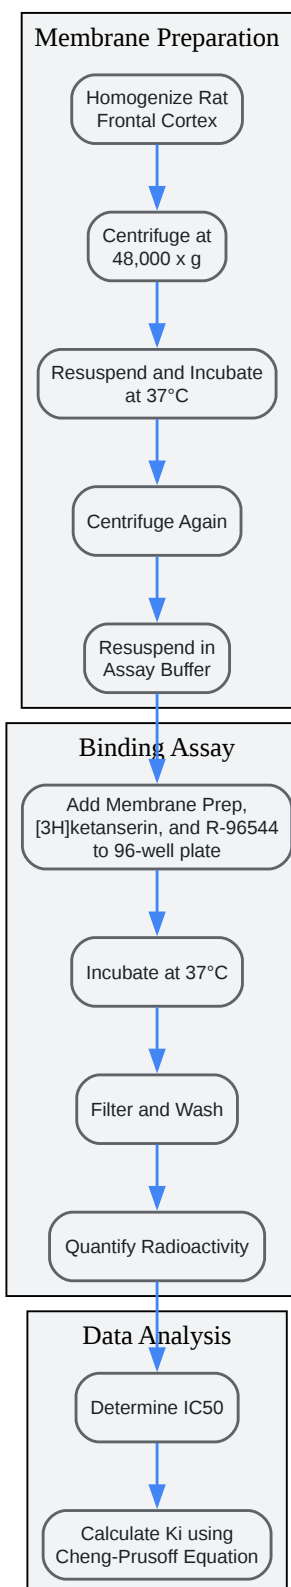 Membrane Preparation
Homogenize Rat
Frontal Cortex
Centrifuge at
48,000 x g
Resuspend and Incubate
at 37°C
Centrifuge Again
Resuspend in
Assay Buffer
Binding Assay
Add Membrane Prep,
[3H]ketanserin, and R-96544
to 96-well plate
Incubate at 37°C
Filter and Wash
Quantify Radioactivity
Data Analysis
Determine IC50
Calculate Ki using
Cheng-Prusoff Equation